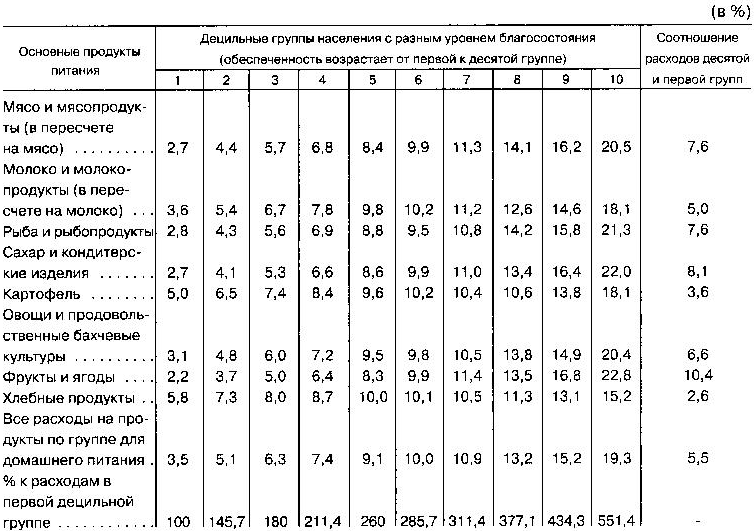 (в %)
Основные продукты питания | Децильные группы населения с разным уровнем благосостояния (обеспеченность возрастает от первой к десятой группе) | Соотношение расходов десятой и первой групп
1 2 3 4 5 6 7 8 9 10
Мясо и мясопродук-
ты (в пересчете
на мясо) .......... 2,7 4,4 5,7 6,8 8,4 9,9 11,3 14,1 16,2 20,5 7,6
Молоко и молоко-
продукты (в пере-
счете на молоко) ... 3,6 5,4 6,7 7,8 9,8 10,2 11,2 12,6 14,6 18,1 5,0
Рыба и рыбопродукты 2,8 4,3 5,6 6,9 8,8 9,5 10,8 14,2 15,8 21,3 7,6
Сахар и кондитерс-
кие изделия ....... 2,7 4,1 5,3 6,6 8,6 9,9 11,0 13,4 16,4 22,0 8,1
Картофель ........ 5,0 6,5 7,4 8,4 9,6 10,2 10,4 10,6 13,8 18,1 3,6
Овощи и продоволь-
ственные бахчевые
культуры .......... 3,1 4,8 6,0 7,2 9,5 9,8 10,5 13,8 14,9 20,4 6,6
Фрукты и ягоды .... 2,2 3,7 5,0 6,4 8,3 9,9 11,4 13,5 16,8 22,8 10,4
Хлебные продукты .. 5,8 7,3 8,0 8,7 10,0 10,1 10,5 11,3 13,1 15,2 2,6
Все расходы на про-
дукты по группе для
домашнего питания . 3,5 5,1 6,3 7,4 9,1 10,0 10,9 13,2 15,2 19,3 5,5
% к расходам в
первой децильной
группе ............ 100 145,7 180 211,4 260 285,7 311,4 377,1 434,3 551,4 -